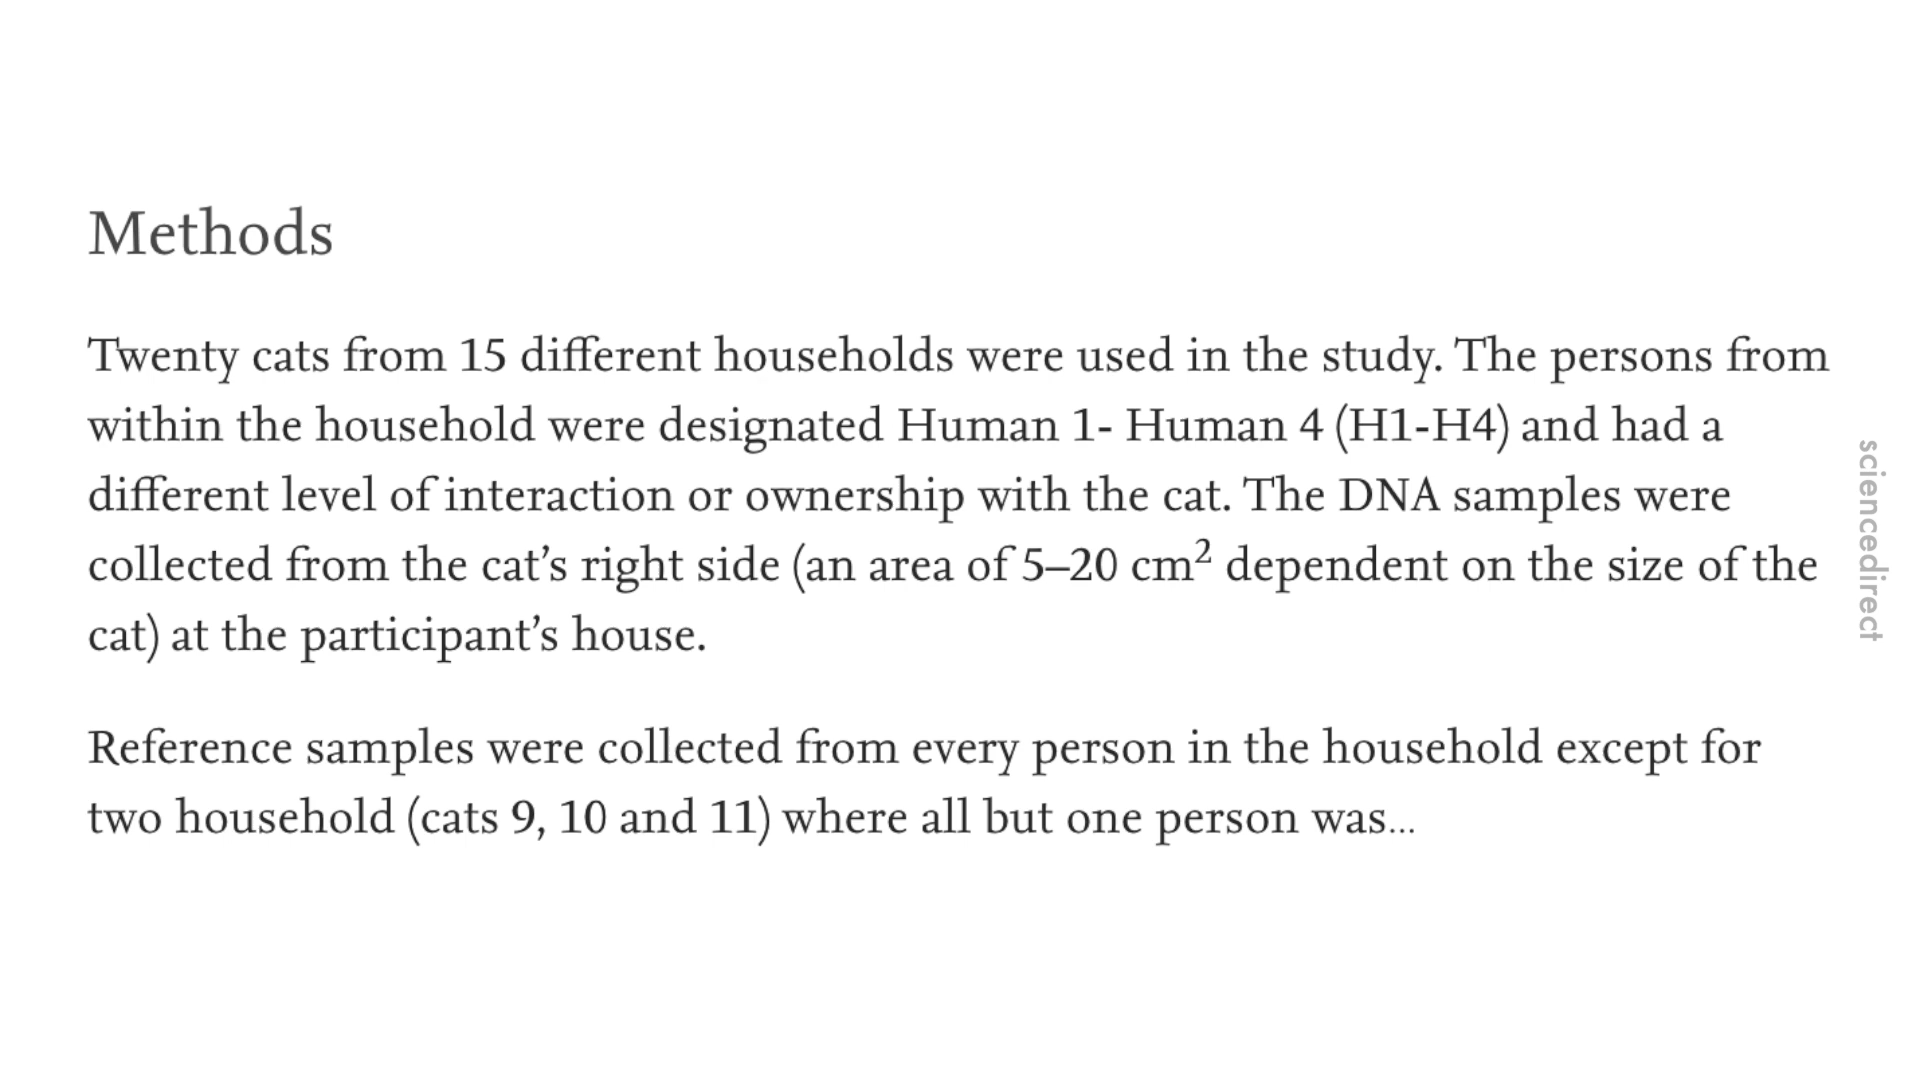 Methods
Twenty cats from 15 different households were used in the study. The persons from
within the household were designated Human 1- Human 4 (H1-H4) and had a
different level of interaction or ownership with the cat. The DNA samples were
collected from the cat’s right side (an area of 5–20 cm² dependent on the size of the
cat) at the participant’s house.
Reference samples were collected from every person in the household except for
two household (cats 9, 10 and 11) where all but one person was...
sciencedirect